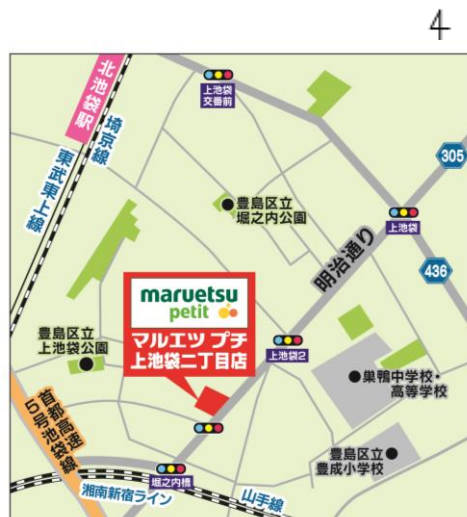 4
北池袋駅
埼京線
東武東上線
上池袋
交番前
305
豊島区立
堀之内公園
上池袋
明治通り
436
maruetsu
petit
マルエツ プチ
上池袋二丁目店
上池袋2
豊島区立
上池袋公園
巣鴨中学校・
高等学校
首都高速
5号池袋線
豊島区立
豊成小学校
堀之内橋
湘南新宿ライン
山手線